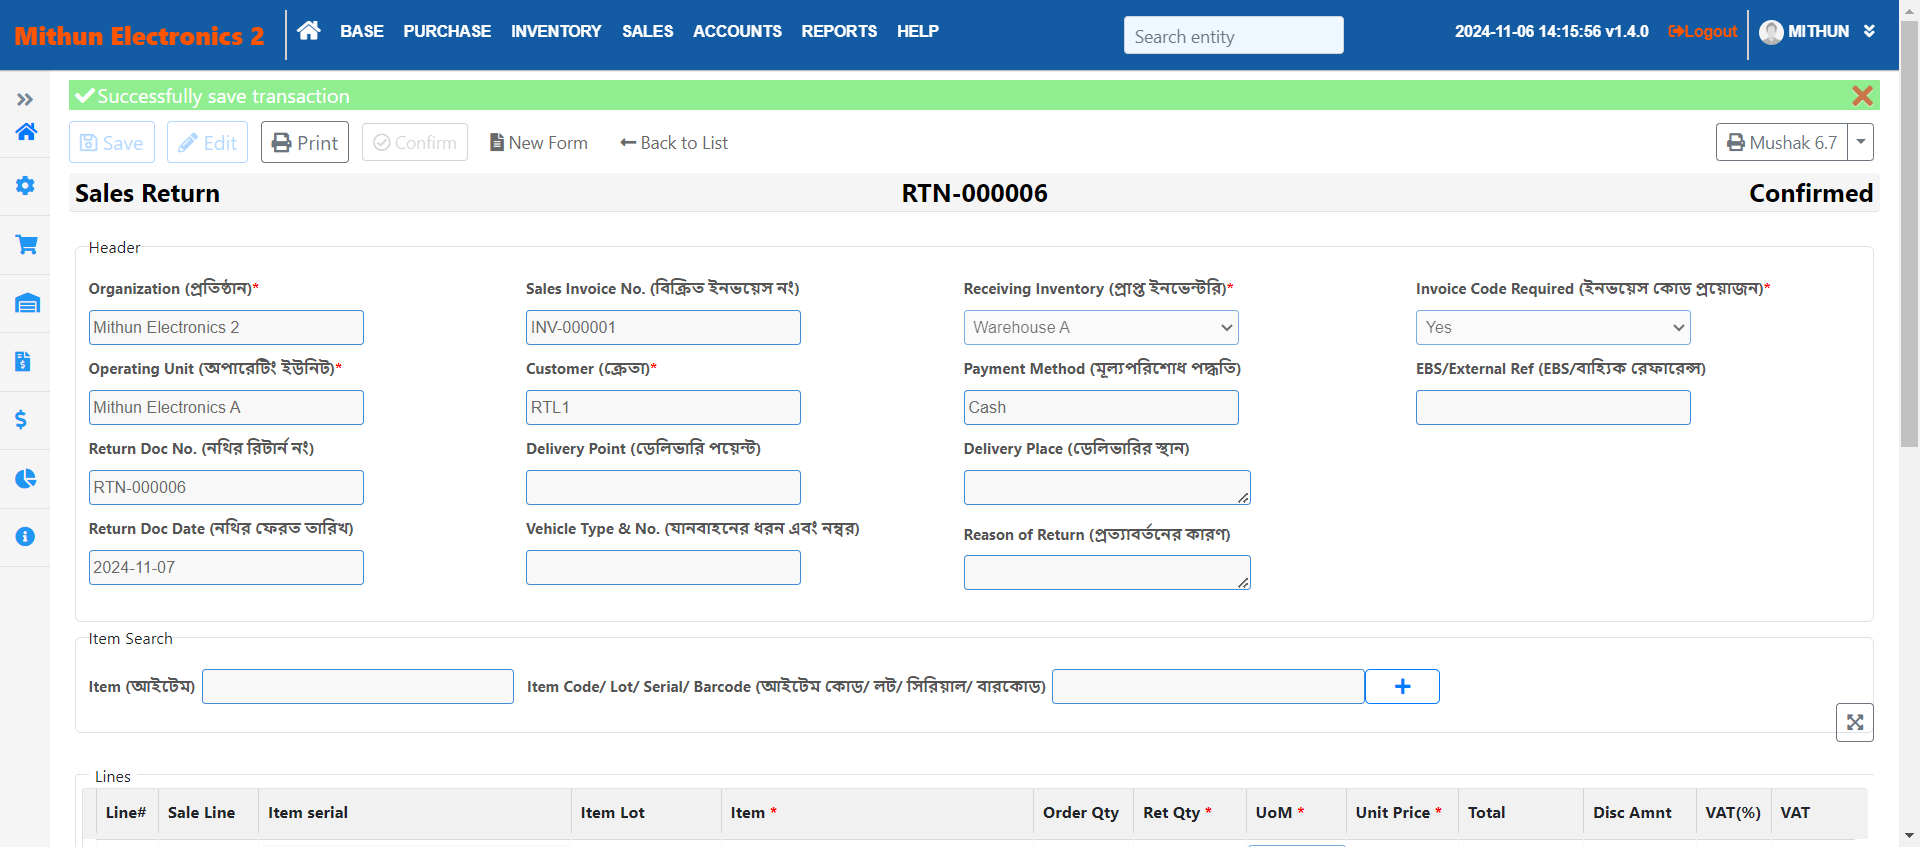 Mithun Electronics 2
BASE PURCHASE INVENTORY SALES ACCOUNTS REPORTS HELP
Search entity
2024-11-06 14:15:56 v1.4.0 Logout MITHUN
Successfully save transaction
Save Edit Print Confirm New Form Back to List Mushak 6.7
Sales Return RTN-000006 Confirmed
Header
Organization (প্রতিষ্ঠান)* Sales Invoice No. (বিক্রিত ইনভয়েস নং) Receiving Inventory (প্রাপ্ত ইনভেন্টরি)* Invoice Code Required (ইনভয়েস কোড প্রয়োজন)*
Mithun Electronics 2 INV-000001 Warehouse A Yes
Operating Unit (অপারেটিং ইউনিট)* Customer (ক্রেতা)* Payment Method (মূল্যপরিশোধ পদ্ধতি) EBS/External Ref (EBS/বাহ্যিক রেফারেন্স)
Mithun Electronics A RTL1 Cash
Return Doc No. (নথির রিটার্ন নং) Delivery Point (ডেলিভারি পয়েন্ট) Delivery Place (ডেলিভারির স্থান)
RTN-000006
Return Doc Date (নথির ফেরত তারিখ) Vehicle Type & No. (যানবাহনের ধরন এবং নম্বর) Reason of Return (প্রত্যাবর্তনের কারণ)
2024-11-07
Item Search
Item (আইটেম) Item Code/ Lot/ Serial/ Barcode (আইটেম কোড/ লট/ সিরিয়াল/ বারকোড)
Lines
Line# Sale Line Item serial Item Lot Item * Order Qty Ret Qty * UoM * Unit Price * Total Disc Amnt VAT(%) VAT